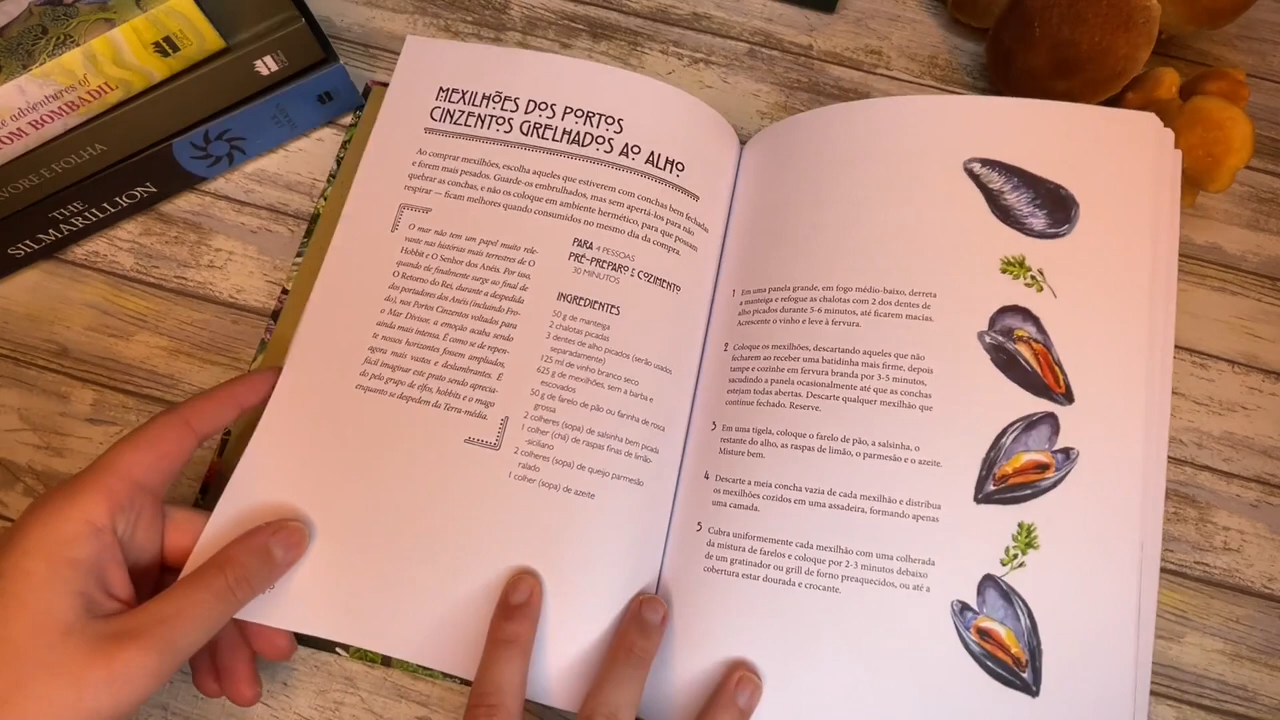 e adventures of
TOM BOMBADIL
VORE E FOLHA
THE
SILMARILLION
MEXILHÕES DOS PORTOS
CINZENTOS GRELHADOS AO ALHO
Ao comprar mexilhões, escolha aqueles que estiverem com conchas bem fechadas
e forem mais pesados. Guarde-os embrulhados, mas sem apertá-los para não
quebrar as conchas, e não os coloque em ambiente hermético, para que possam
respirar — ficam melhores quando consumidos no mesmo dia da compra.
O mar não tem um papel muito rele-
vante nas histórias mais terrestres de O
Hobbit e O Senhor dos Anéis. Por isso,
quando ele finalmente surge ao final de
O Retorno do Rei, durante a despedida
dos portadores dos Anéis (incluindo Fro-
do), nos Portos Cinzentos voltados para
o Mar Divisor, a emoção acaba sendo
ainda mais intensa. É como se de repen-
te nossos horizontes fossem ampliados,
agora mais vastos e deslumbrantes. É
fácil imaginar este prato sendo aprecia-
do pelo grupo de elfos, hobbits e o mago
enquanto se despedem da Terra-média.
PARA 4 PESSOAS
PRÉ-PREPARO E COZIMENTO
30 MINUTOS
INGREDIENTES
50 g de manteiga
2 chalotas picadas
3 dentes de alho picados (serão usados
separadamente)
125 ml de vinho branco seco
625 g de mexilhões, sem a barba e
escovados
50 g de farelo de pão ou farinha de rosca
grossa
2 colheres (sopa) de salsinha bem picada
1 colher (chá) de raspas finas de limão-
-siciliano
2 colheres (sopa) de queijo parmesão
ralado
1 colher (sopa) de azeite
1 Em uma panela grande, em fogo médio-baixo, derreta
a manteiga e refogue as chalotas com 2 dos dentes de
alho picados durante 5-6 minutos, até ficarem macias.
Acrescente o vinho e leve à fervura.
2 Coloque os mexilhões, descartando aqueles que não
fecharem ao receber uma batidinha mais firme, depois
tampe e cozinhe em fervura branda por 3-5 minutos,
sacudindo a panela ocasionalmente até que as conchas
estejam todas abertas. Descarte qualquer mexilhão que
continue fechado. Reserve.
3 Em uma tigela, coloque o farelo de pão, a salsinha, o
restante do alho, as raspas de limão, o parmesão e o azeite.
Misture bem.
4 Descarte a meia concha vazia de cada mexilhão e distribua
os mexilhões cozidos em uma assadeira, formando apenas
uma camada.
5 Cubra uniformemente cada mexilhão com uma colherada
da mistura de farelos e coloque por 2-3 minutos debaixo
de um gratinador ou grill de forno preaquecidos, ou até a
cobertura estar dourada e crocante.